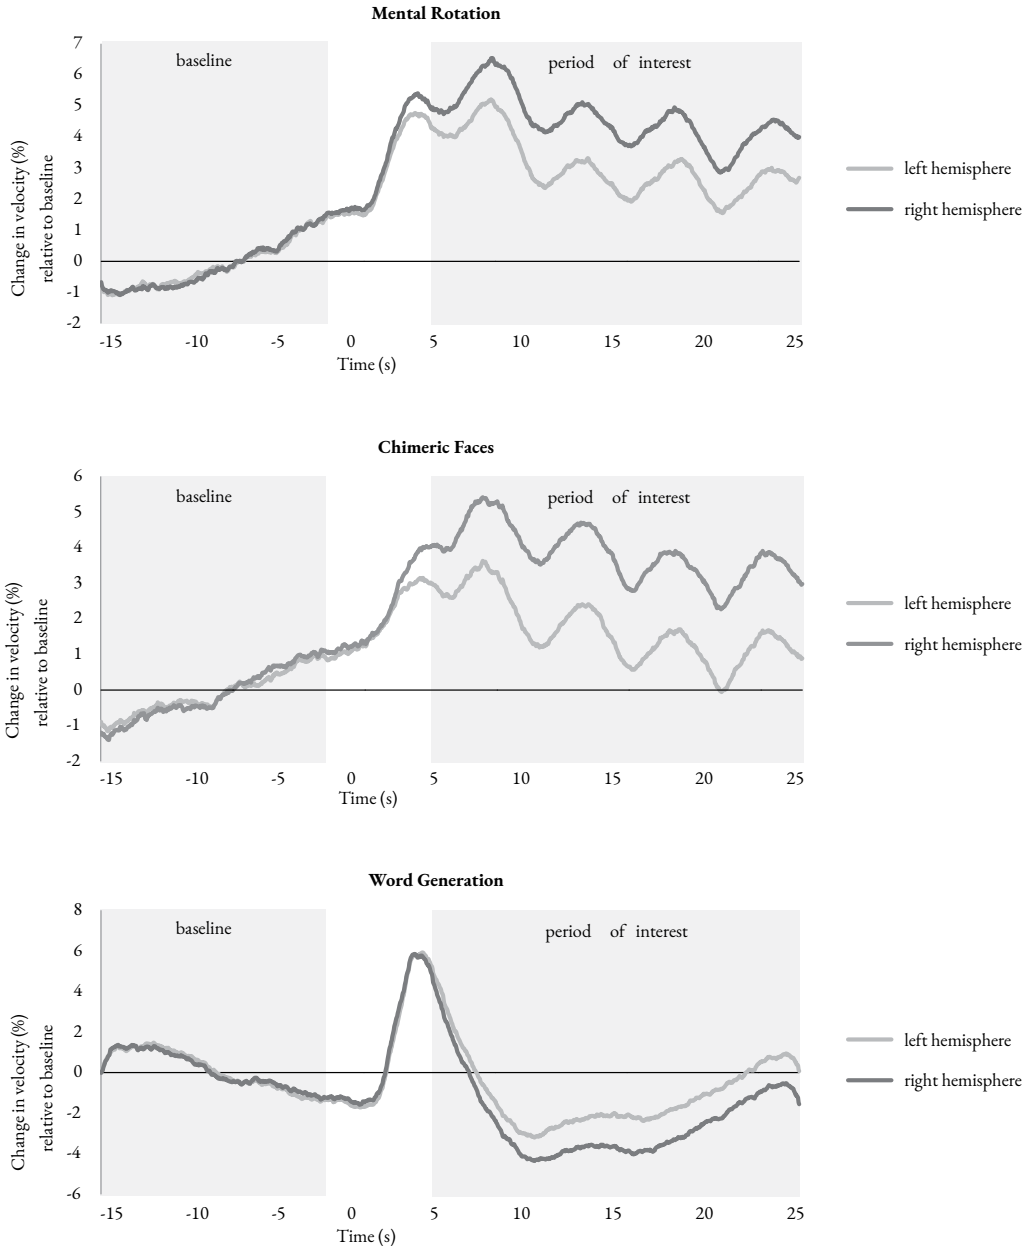 Mental Rotation
7
baseline
period of interest
6
5
4
3
2
1
0
-1
-2
Change in velocity (%)
relative to baseline
left hemisphere
right hemisphere
-15 -10 -5 0 5 10 15 20 25
Time (s)
Chimeric Faces
6
baseline
period of interest
5
4
3
2
1
0
-1
-2
Change in velocity (%)
relative to baseline
left hemisphere
right hemisphere
-15 -10 -5 0 5 10 15 20 25
Time (s)
Word Generation
8
baseline
period of interest
6
4
2
0
-2
-4
-6
Change in velocity (%)
relative to baseline
left hemisphere
right hemisphere
-15 -10 -5 0 5 10 15 20 25
Time (s)